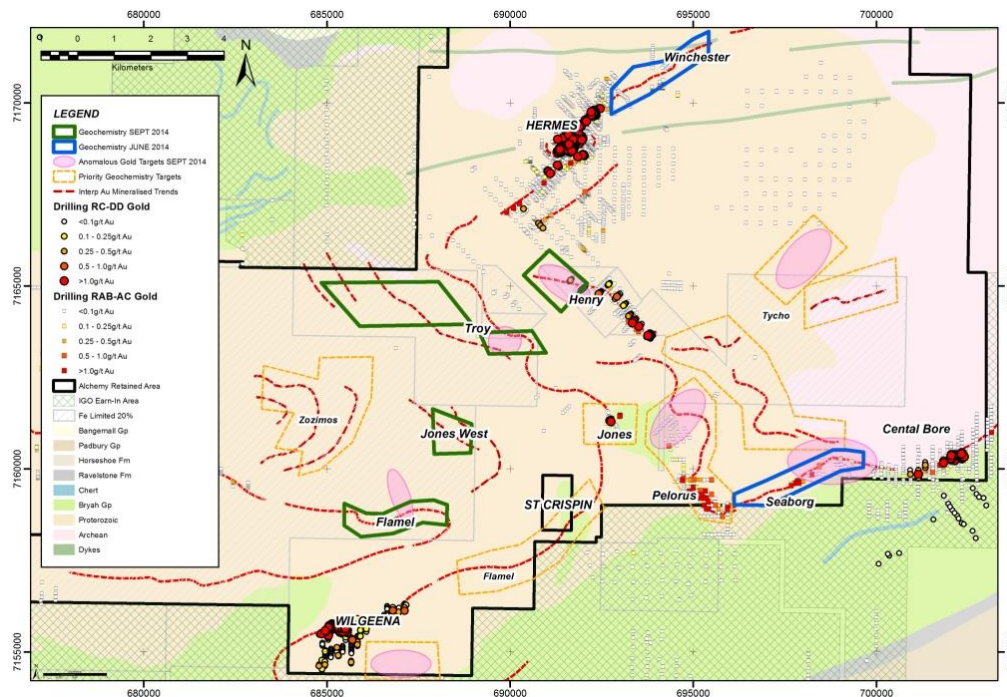 680000 685000 690000 695000 700000
0 1 2 3 4
Kilometers
N
7170000
7165000
7160000
7155000
LEGEND
Geochemistry SEPT 2014
Geochemistry JUNE 2014
Anomalous Gold Targets SEPT 2014
Priority Geochemistry Targets
Interp Au Mineralised Trends
Drilling RC-DD Gold
<0.1g/t Au
0.1 - 0.25g/t Au
0.25 - 0.5g/t Au
0.5 - 1.0g/t Au
>1.0g/t Au
Drilling RAB-AC Gold
<0.1g/t Au
0.1 - 0.25g/t Au
0.25 - 0.5g/t Au
0.5 - 1.0g/t Au
>1.0g/t Au
Alchemy Retained Area
IGO Earn-In Area
Fe Limited 20%
Bangemall Gp
Padbury Gp
Horseshoe Fm
Ravelstone Fm
Chert
Bryah Gp
Proterozoic
Archean
Dykes
Winchester
HERMES
Henry
Troy
Tycho
Zozimos
Jones West
Jones
Cental Bore
Pelorus
Seaborg
ST CRISPIN
Flamel
Flamel
WILGEENA
680000 685000 690000 695000 700000